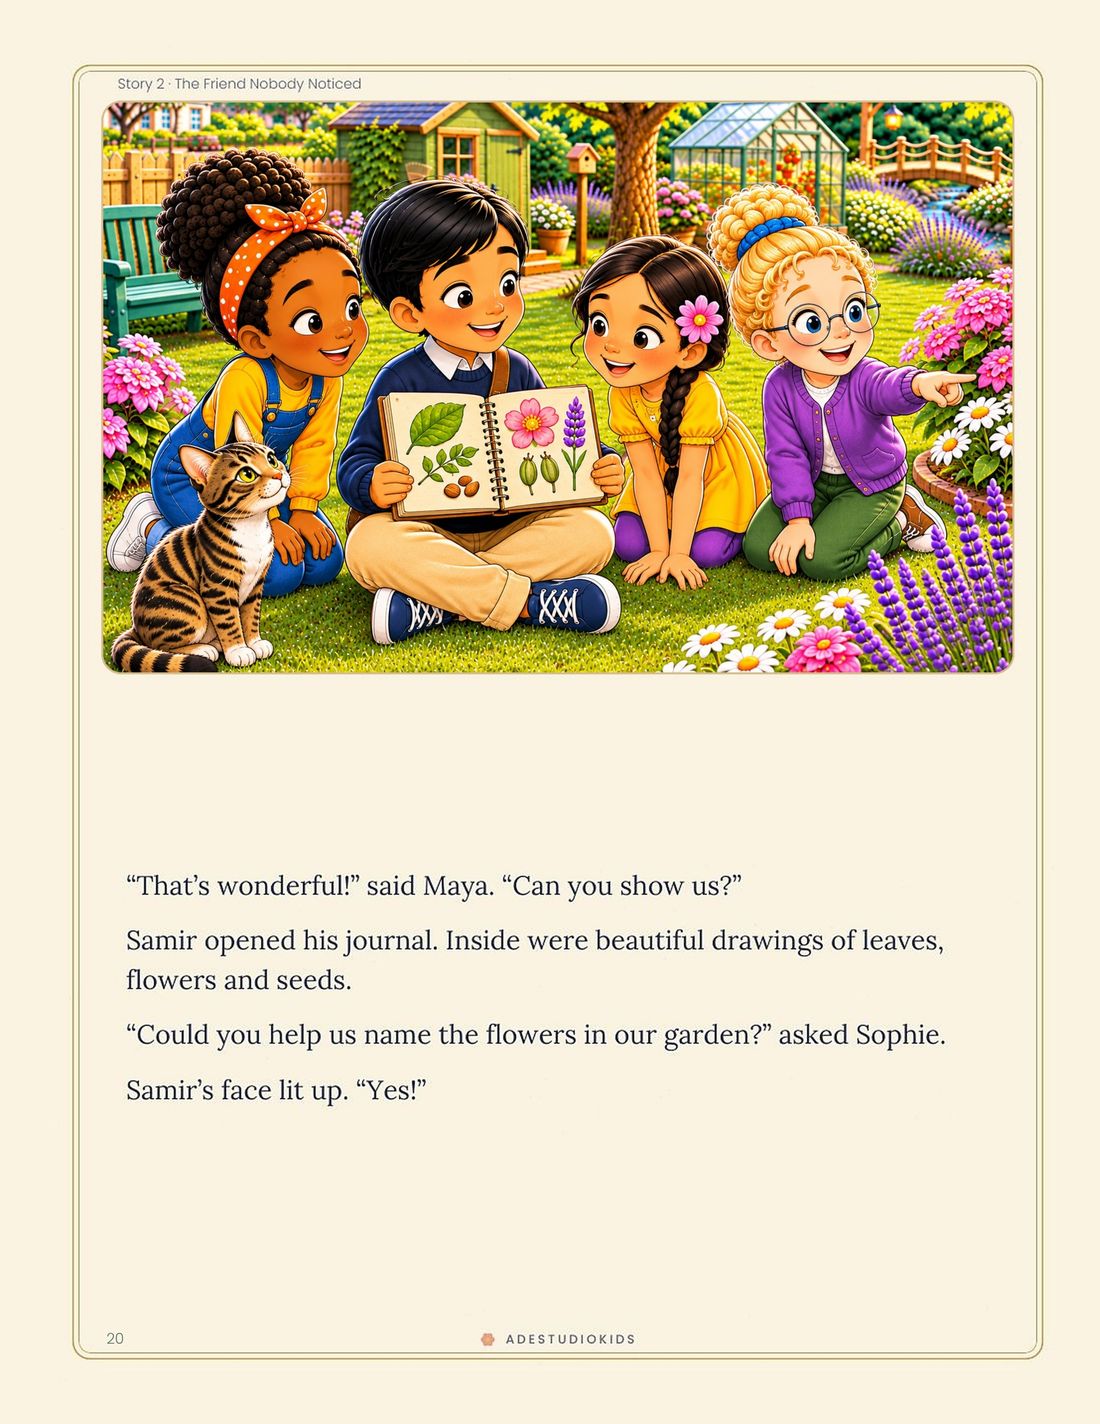 Story 2 · The Friend Nobody Noticed
“That’s wonderful!” said Maya. “Can you show us?”
Samir opened his journal. Inside were beautiful drawings of leaves,
flowers and seeds.
“Could you help us name the flowers in our garden?” asked Sophie.
Samir’s face lit up. “Yes!”
20
ADESTUDIOKIDS